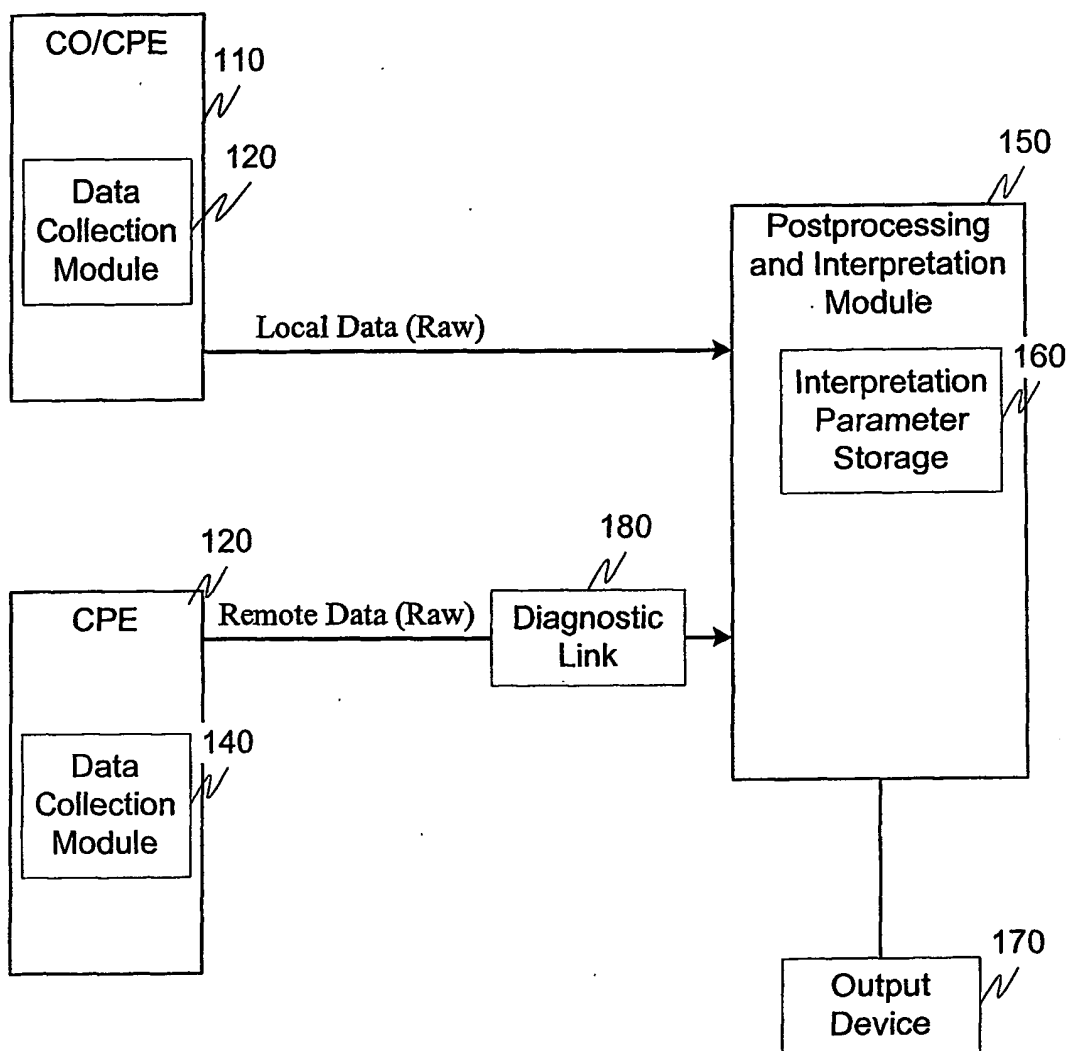 CO/CPE
110
120
Data
Collection
Module
Local Data (Raw)
150
Postprocessing
and Interpretation
Module
160
Interpretation
Parameter
Storage
120
CPE
Remote Data (Raw)
180
Diagnostic
Link
140
Data
Collection
Module
170
Output
Device